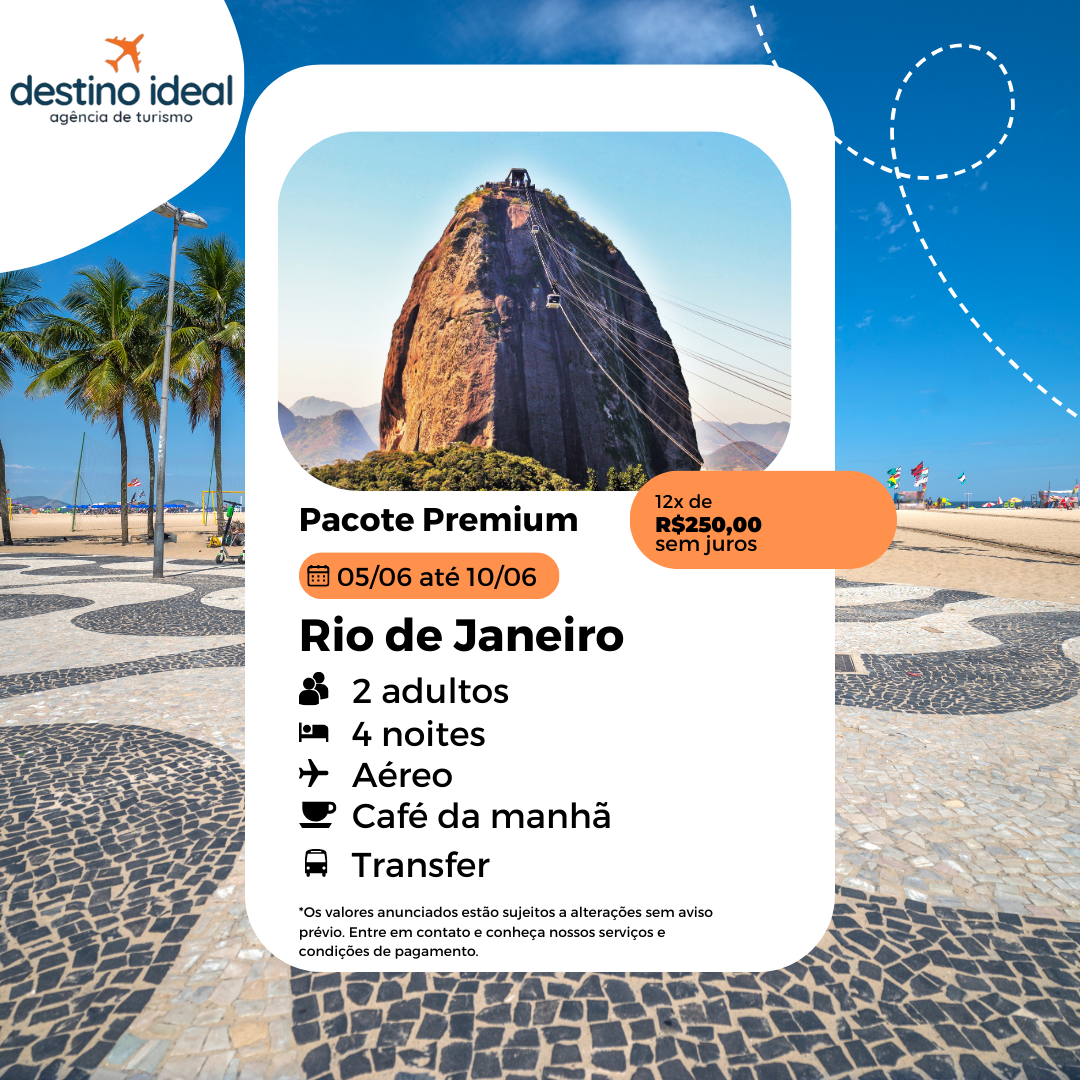 destino ideal
agência de turismo
Pacote Premium
12x de
R$250,00
sem juros
05/06 até 10/06
Rio de Janeiro
2 adultos
4 noites
Aéreo
Café da manhã
Transfer
*Os valores anunciados estão sujeitos a alterações sem aviso
prévio. Entre em contato e conheça nossos serviços e
condições de pagamento.